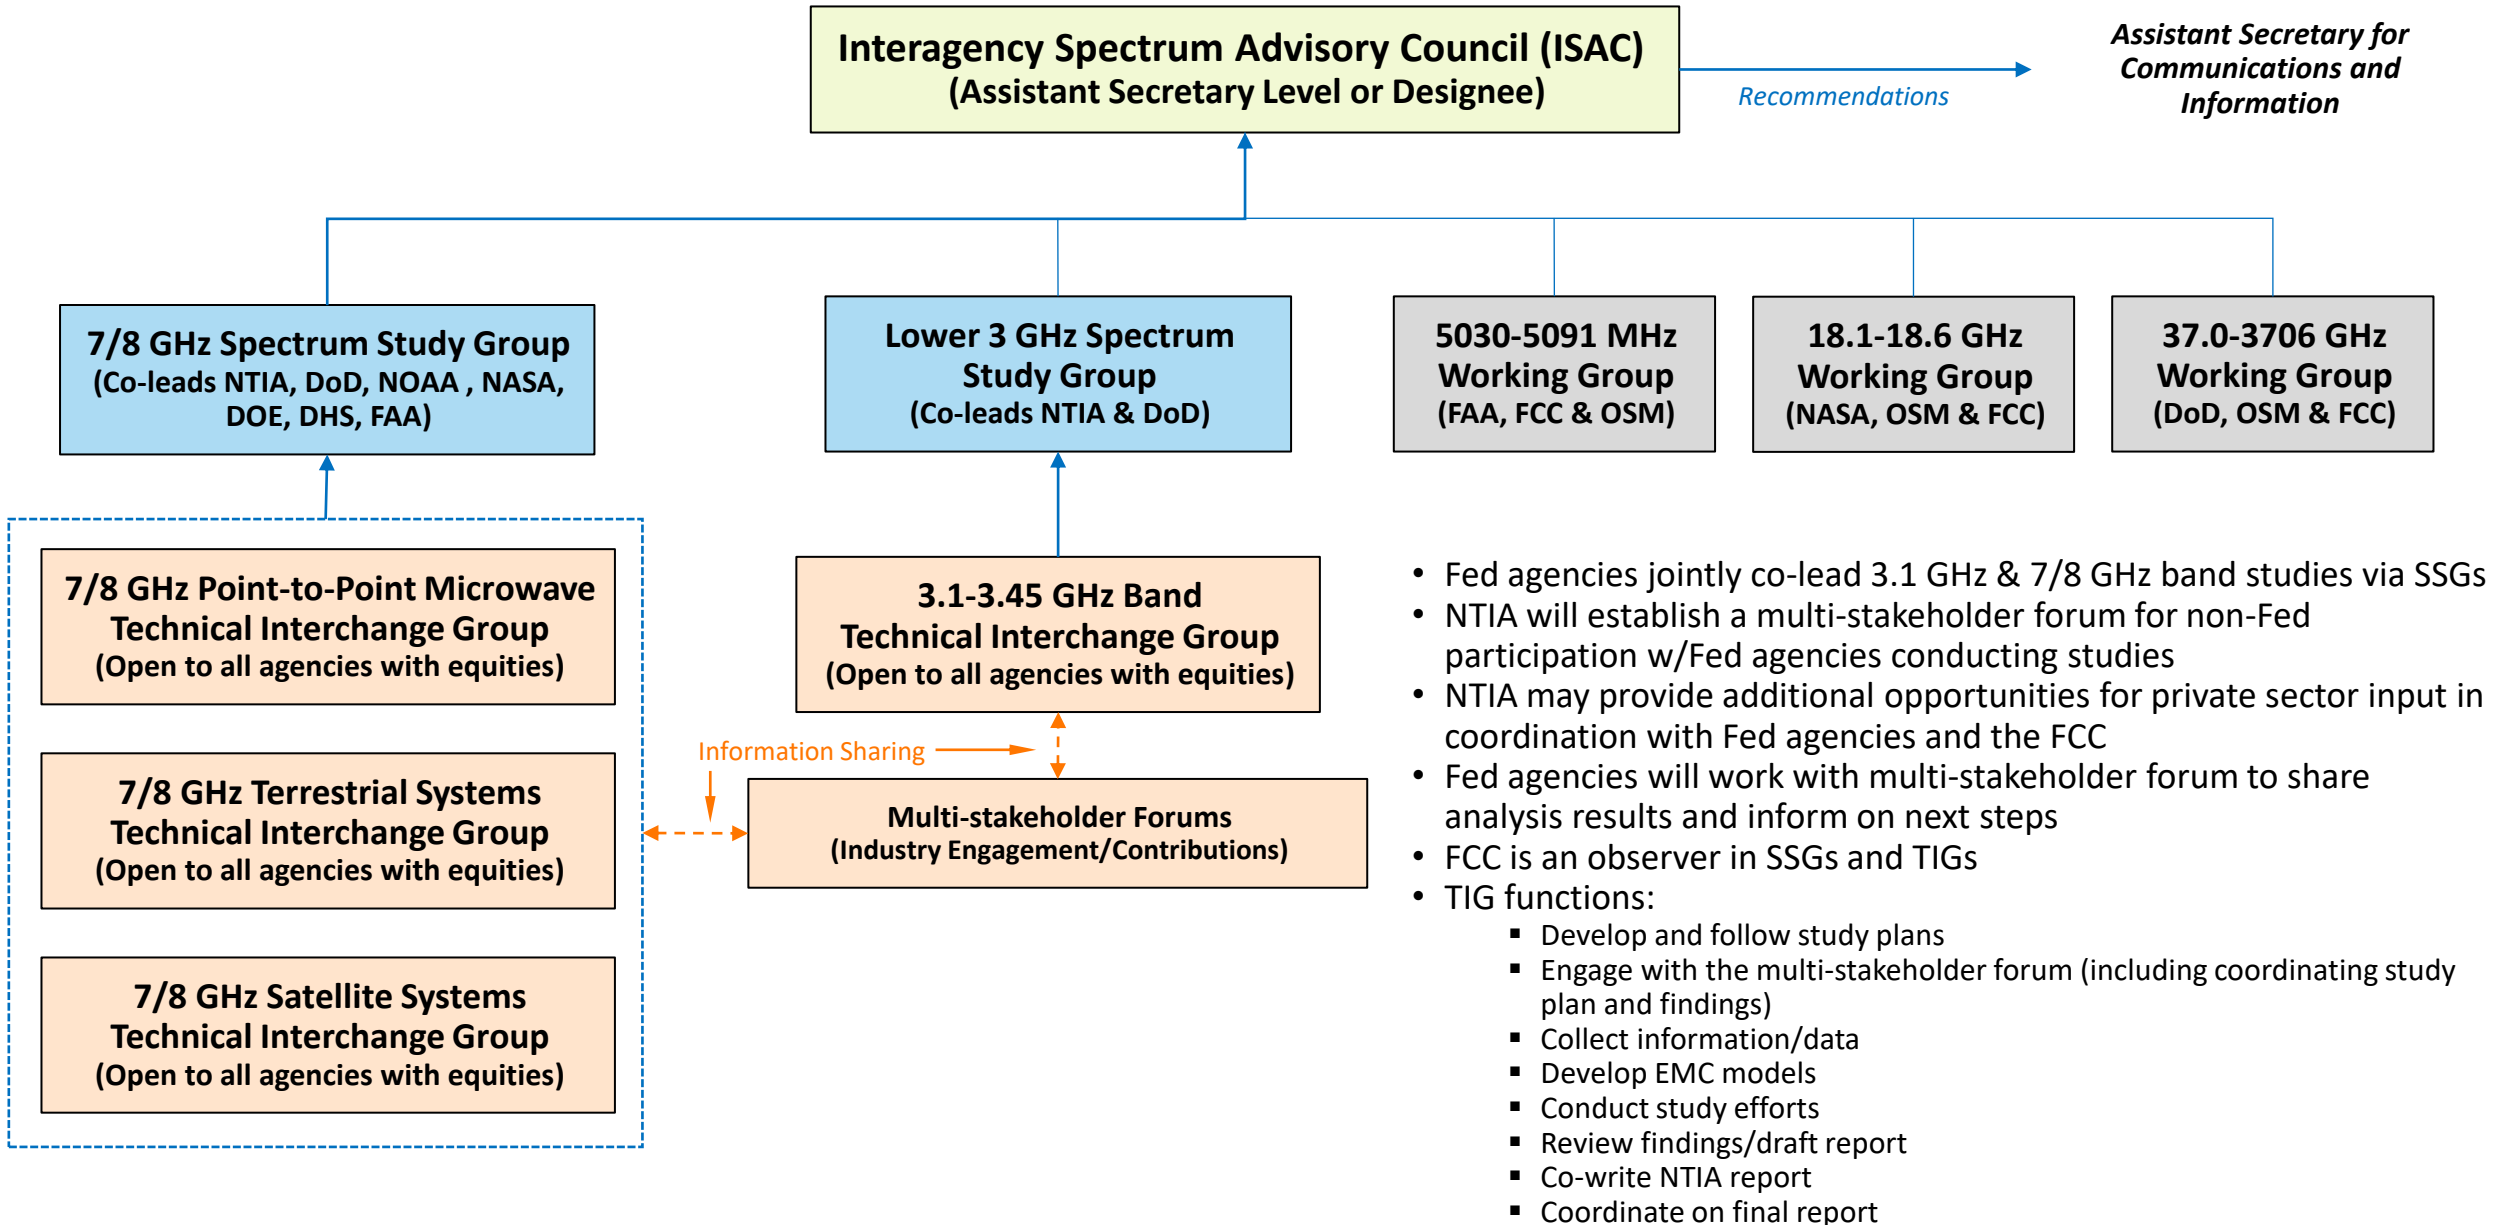 Interagency Spectrum Advisory Council (ISAC)
(Assistant Secretary Level or Designee)
Recommendations
Assistant Secretary for
Communications and
Information
7/8 GHz Spectrum Study Group
(Co-leads NTIA, DoD, NOAA , NASA,
DOE, DHS, FAA)
Lower 3 GHz Spectrum
Study Group
(Co-leads NTIA & DoD)
5030-5091 MHz
Working Group
(FAA, FCC & OSM)
18.1-18.6 GHz
Working Group
(NASA, OSM & FCC)
37.0-3706 GHz
Working Group
(DoD, OSM & FCC)
7/8 GHz Point-to-Point Microwave
Technical Interchange Group
(Open to all agencies with equities)
7/8 GHz Terrestrial Systems
Technical Interchange Group
(Open to all agencies with equities)
7/8 GHz Satellite Systems
Technical Interchange Group
(Open to all agencies with equities)
3.1-3.45 GHz Band
Technical Interchange Group
(Open to all agencies with equities)
Information Sharing
Multi-stakeholder Forums
(Industry Engagement/Contributions)
• Fed agencies jointly co-lead 3.1 GHz & 7/8 GHz band studies via SSGs
• NTIA will establish a multi-stakeholder forum for non-Fed
participation w/Fed agencies conducting studies
• NTIA may provide additional opportunities for private sector input in
coordination with Fed agencies and the FCC
• Fed agencies will work with multi-stakeholder forum to share
analysis results and inform on next steps
• FCC is an observer in SSGs and TIGs
• TIG functions:
▪ Develop and follow study plans
▪ Engage with the multi-stakeholder forum (including coordinating study
plan and findings)
▪ Collect information/data
▪ Develop EMC models
▪ Conduct study efforts
▪ Review findings/draft report
▪ Co-write NTIA report
▪ Coordinate on final report